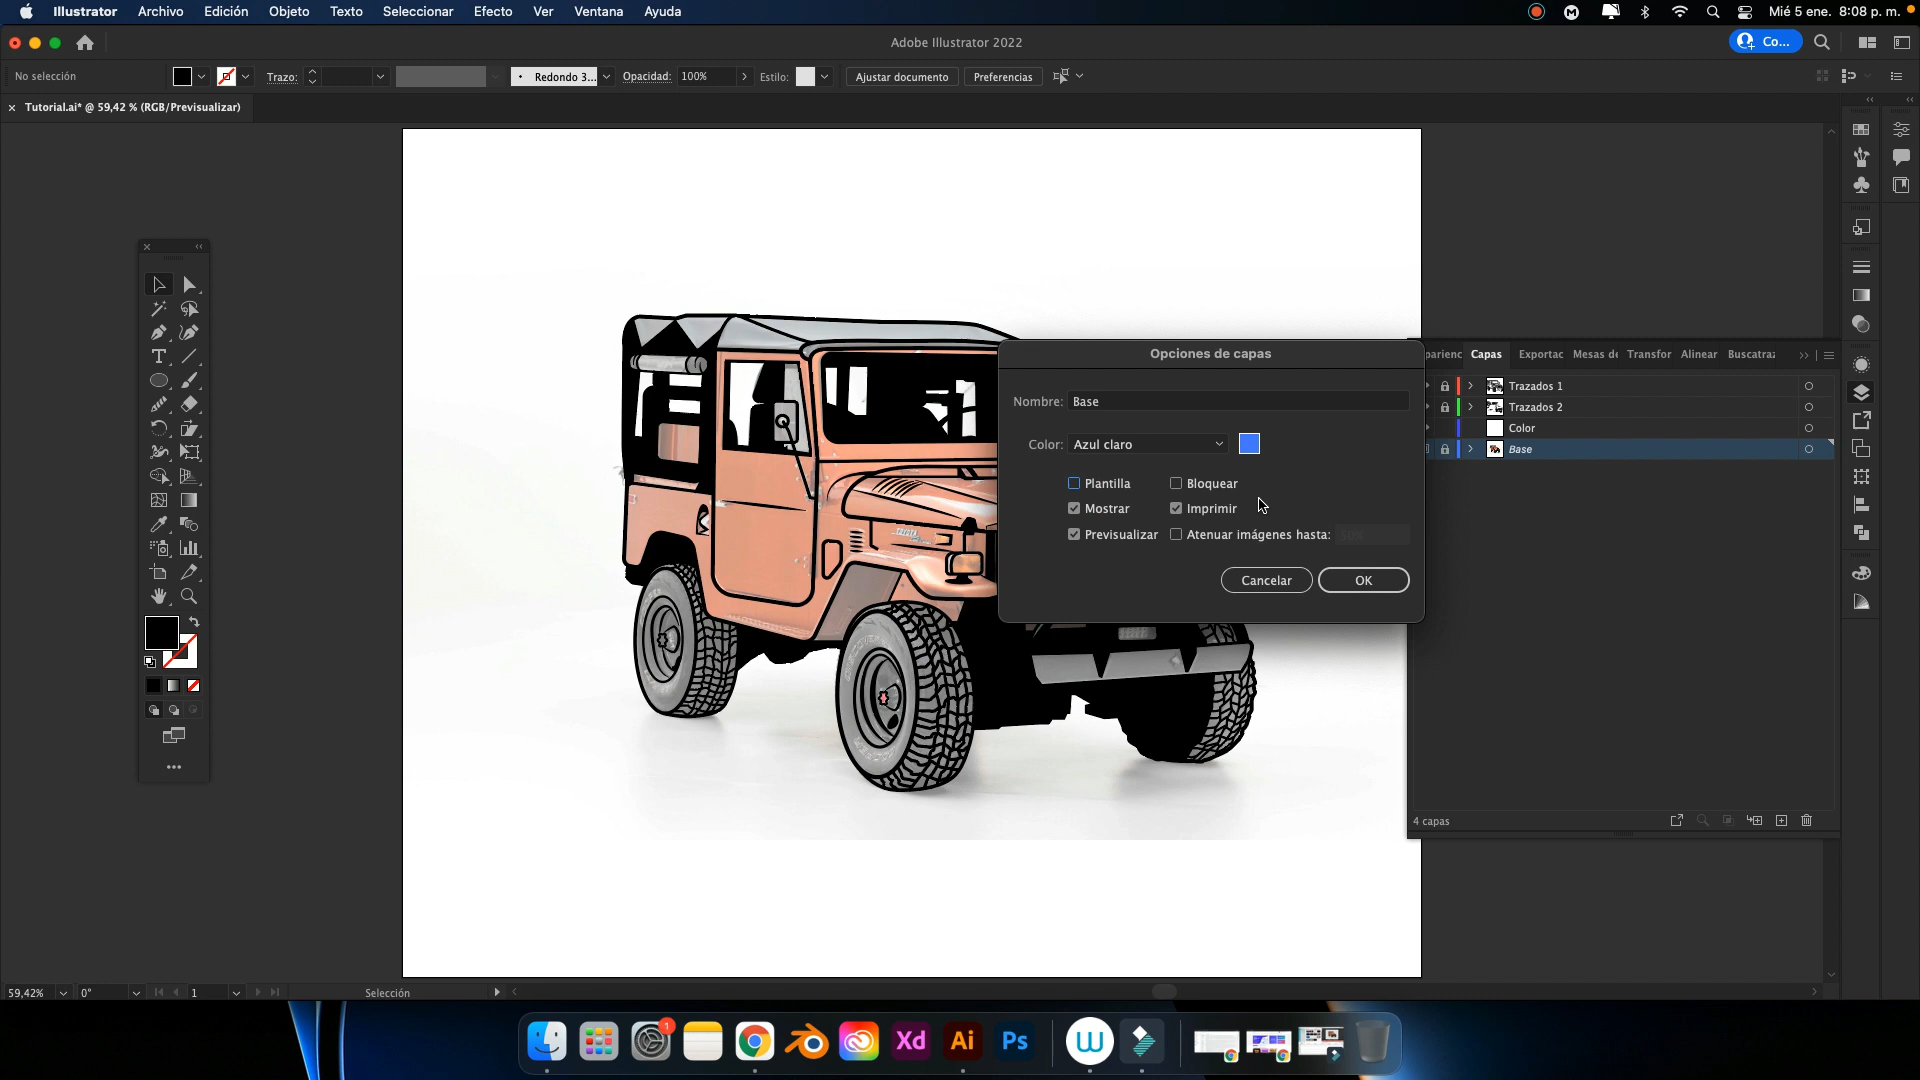 Illustrator Archivo Edición Objeto Texto Seleccionar Efecto Ver Ventana Ayuda
Mié 5 ene. 8:08 p. m.
Adobe Illustrator 2022
Co...
No selección
Trazo:
Redondo 3...
Opacidad: 100%
Estilo:
Ajustar documento
Preferencias
× Tutorial.ai* @ 59,42 % (RGB/Previsualizar)
Opciones de capas
Nombre: Base
Color: Azul claro
Plantilla
Bloquear
Mostrar
Imprimir
Previsualizar
Atenuar imágenes hasta:
Cancelar
OK
parienc Capas Exportac Mesas de Transfor Alinear Buscatraz
Trazados 1
Trazados 2
Color
Base
4 capas
59,42%
0°
1
Selección
1
Xd
Ai
Ps